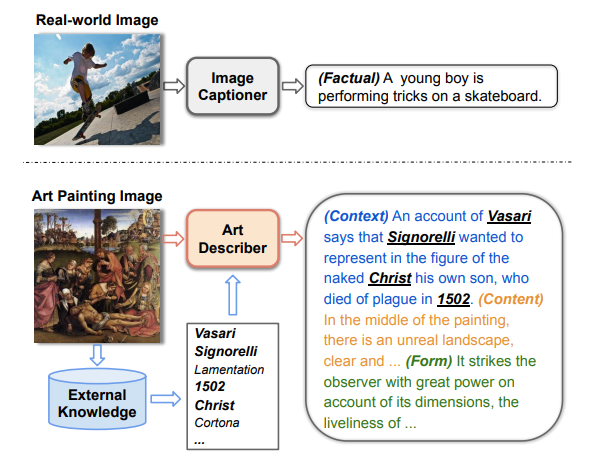 Real-world Image
Image
Captioner
(Factual) A young boy is
performing tricks on a skateboard.
Art Painting Image
Art
Describer
(Context) An account of Vasari
says that Signorelli wanted to
represent in the figure of the
naked Christ his own son, who
died of plague in 1502. (Content)
In the middle of the painting,
there is an unreal landscape,
clear and ... (Form) It strikes the
observer with great power on
account of its dimensions, the
liveliness of ...
External
Knowledge
Vasari
Signorelli
Lamentation
1502
Christ
Cortona
...